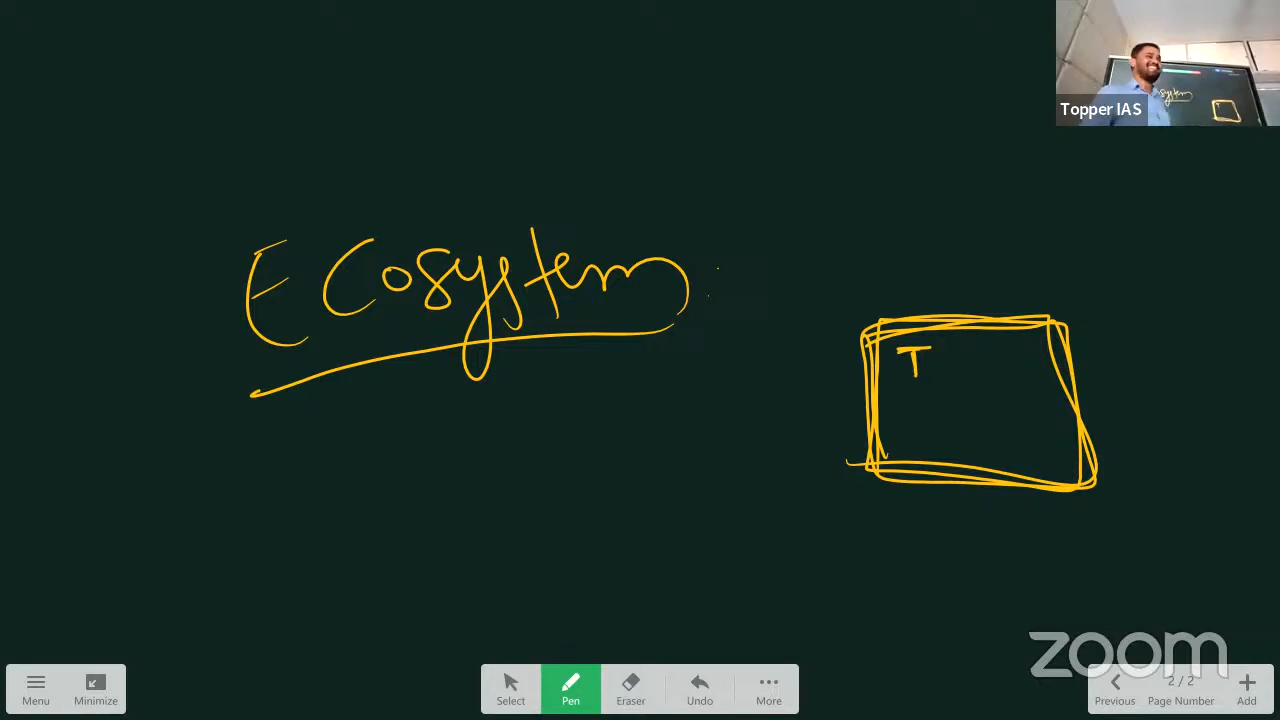 Topper IAS
Ecosystem
T
zoom
Menu
Minimize
Select
Pen
Eraser
Undo
More
Previous
2 / 2
Page Number
Add